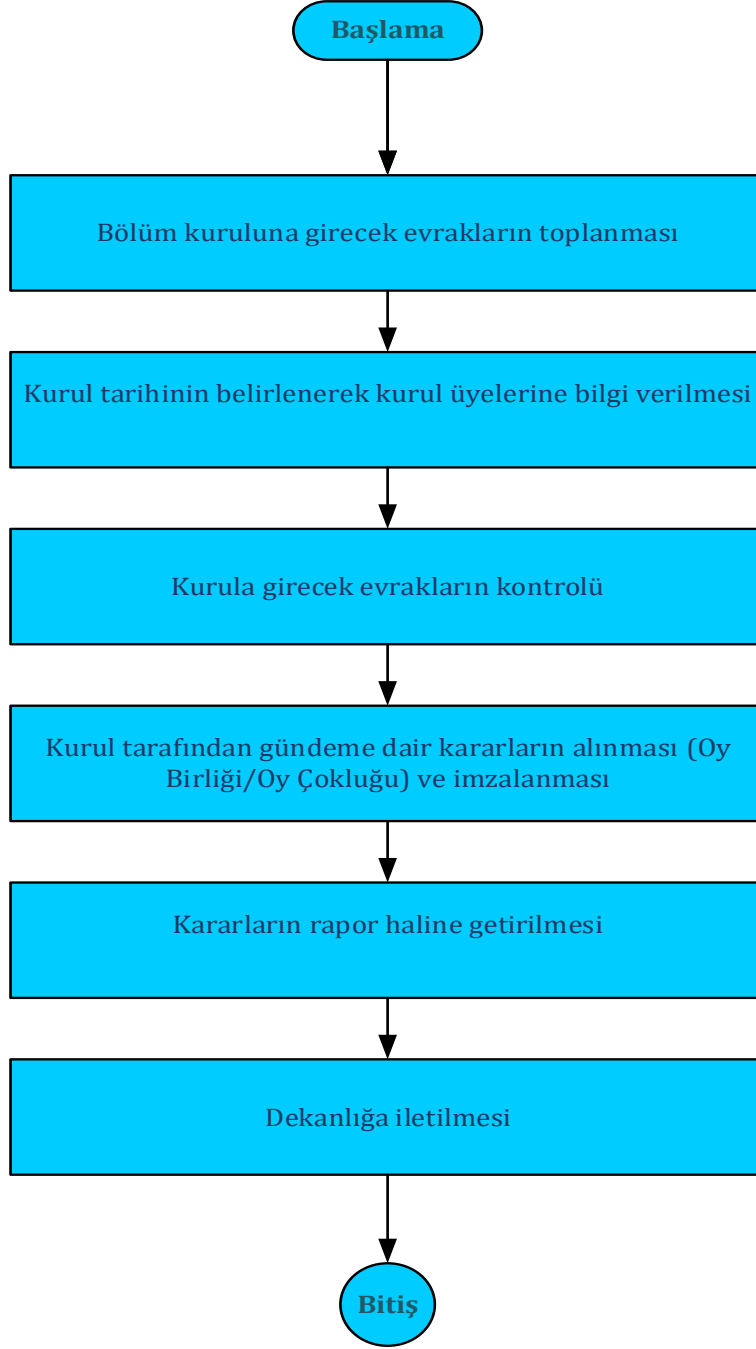 Başlama
Bölüm kuruluna girecek evrakların toplanması
Kurul tarihinin belirlenerek kurul üyelerine bilgi verilmesi
Kurula girecek evrakların kontrolü
Kurul tarafından gündeme dair kararların alınması (Oy
Birliği/Oy Çokluğu) ve imzalanması
Kararların rapor haline getirilmesi
Dekanlığa iletilmesi
Bitiş